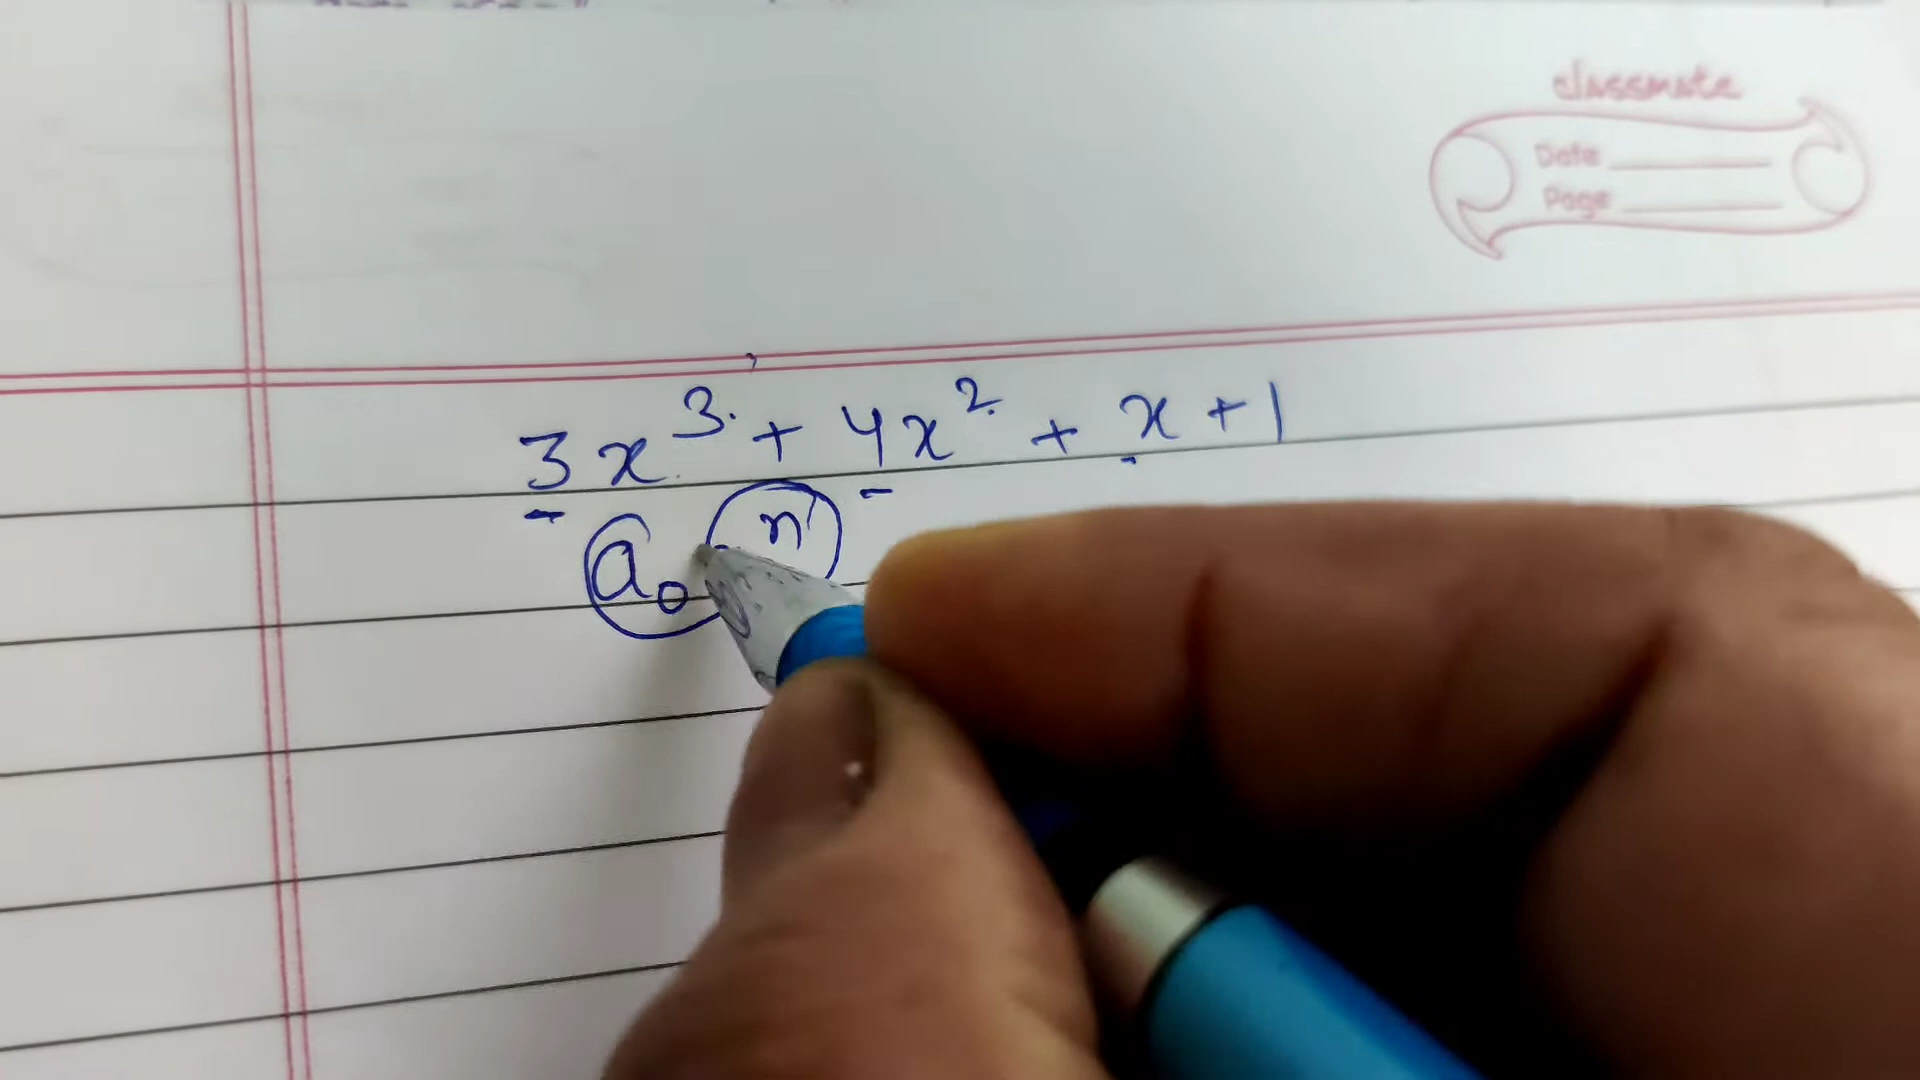 classmate
Date
Page
3x³ + 4x² + x + 1
a₀ n